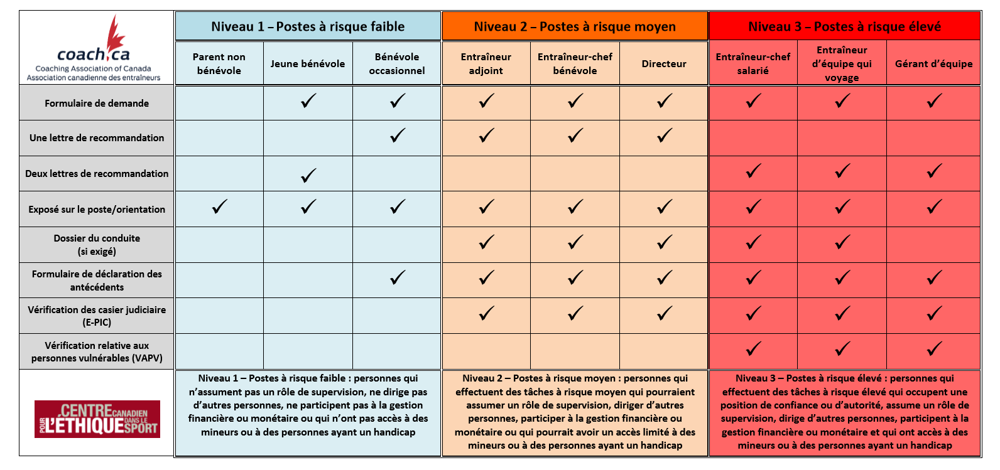 coach.ca
Coaching Association of Canada
Association canadienne des entraîneurs
Niveau 1 – Postes à risque faible
Niveau 2 – Postes à risque moyen
Niveau 3 – Postes à risque élevé
Parent non
bénévole
Jeune bénévole
Bénévole
occasionnel
Entraîneur
adjoint
Entraîneur-chef
bénévole
Directeur
Entraîneur-chef
salarié
Entraîneur
d’équipe qui
voyage
Gérant d’équipe
Formulaire de demande
✓ ✓ ✓ ✓ ✓ ✓ ✓ ✓
Une lettre de recommandation
✓ ✓ ✓ ✓
Deux lettres de recommandation
✓ ✓ ✓ ✓
Exposé sur le poste/orientation
✓ ✓ ✓ ✓ ✓ ✓ ✓ ✓ ✓
Dossier du conduite
(si exigé)
✓ ✓ ✓ ✓ ✓
Formulaire de déclaration des
antécédents
✓ ✓ ✓ ✓ ✓ ✓ ✓
Vérification des casier judiciaire
(E-PIC)
✓ ✓ ✓ ✓ ✓ ✓
Vérification relative aux
personnes vulnérables (VAPV)
✓ ✓ ✓
CENTRE CANADIEN
POUR L'ÉTHIQUE DANS LE SPORT
Niveau 1 – Postes à risque faible : personnes qui
n’assument pas un rôle de supervision, ne dirige pas
d’autres personnes, ne participent pas à la gestion
financière ou monétaire ou qui n’ont pas accès à des
mineurs ou à des personnes ayant un handicap
Niveau 2 – Postes à risque moyen : personnes qui
effectuent des tâches à risque moyen qui pourraient
assumer un rôle de supervision, diriger d’autres
personnes, participer à la gestion financière ou
monétaire ou qui pourrait avoir un accès limité à des
mineurs ou à des personnes ayant un handicap
Niveau 3 – Postes à risque élevé : personnes qui
effectuent des tâches à risque élevé qui occupent une
position de confiance ou d’autorité, assume un rôle de
supervision, dirige d’autres personnes, participent à la
gestion financière ou monétaire et qui ont accès à des
mineurs ou à des personnes ayant un handicap